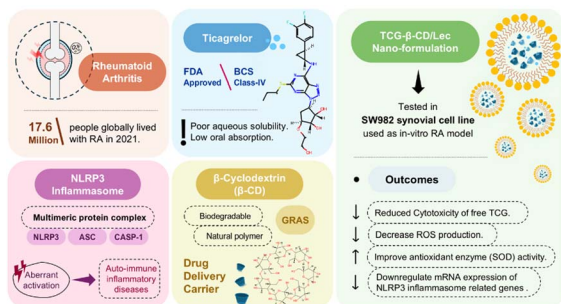 Rheumatoid
Arthritis
17.6
Million
people globally lived
with RA in 2021.
Ticagrelor
FDA
Approved
BCS
Class-IV
! Poor aqueous solubility.
Low oral absorption.
NLRP3
Inflammasome
Multimeric protein complex
NLRP3
ASC
CASP-1
Aberrant
activation
Auto-immune
inflammatory
diseases
β-Cyclodextrin
(β-CD)
Biodegradable
GRAS
Natural polymer
Drug
Delivery
Carrier
TCG-β-CD/Lec
Nano-formulation
Tested in
SW982 synovial cell line
used as in-vitro RA model
• Outcomes
↓ Reduced Cytotoxicity of free TCG.
↓ Decrease ROS production.
↑ Improve antioxidant enzyme (SOD) activity.
↓ Downregulate mRNA expression of
NLRP3 inflammasome related genes .